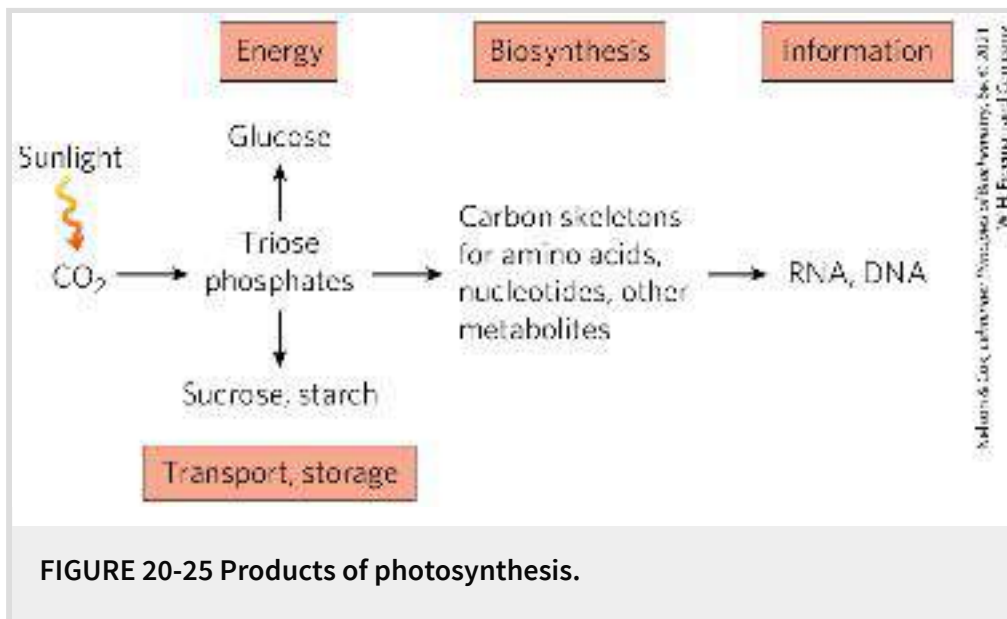 Energy
Biosynthesis
Information
Glucose
Sunlight
CO₂
Triose
phosphates
Carbon skeletons
for amino acids,
nucleotides, other
metabolites
RNA, DNA
Sucrose, starch
Transport, storage
FIGURE 20-25 Products of photosynthesis.